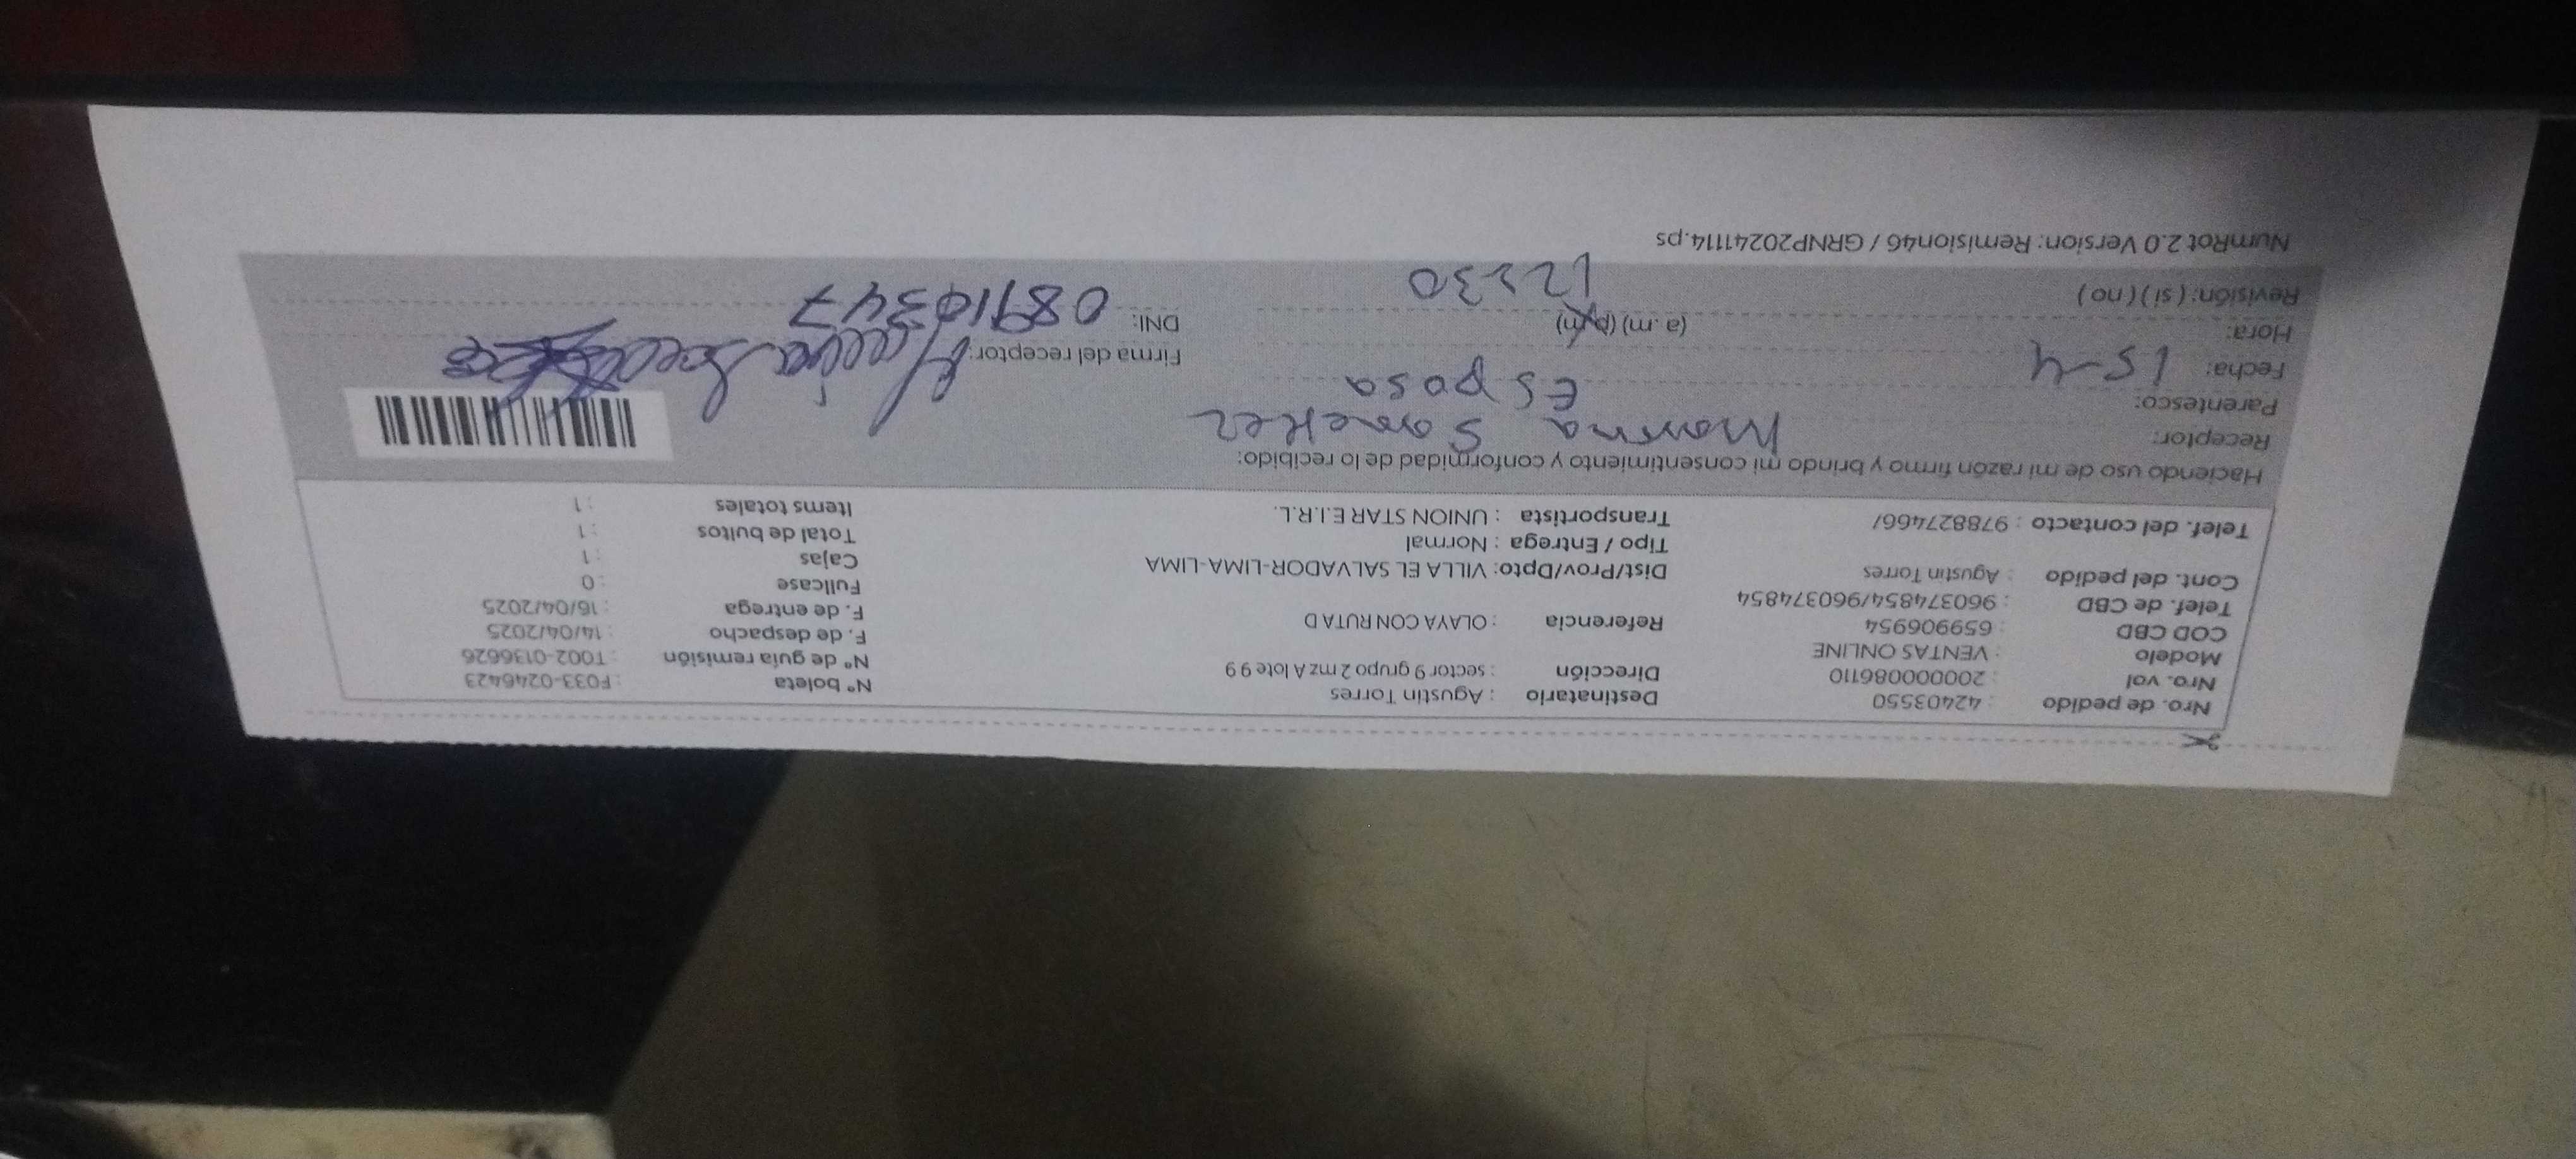 Nro. de pedido : 42403550
Nro. vol : 20000086110
Modelo : VENTAS ONLINE
COD CBD : 659906954
Telef. de CBD : 960374854/960374854
Cont. del pedido : Agustin Torres
Telef. del contacto : 978827466/
Destinatario : Agustin Torres
Dirección : sector 9 grupo 2 mz A lote 9 9
Referencia : OLAYA CON RUTA D
Dist/Prov/Dpto: VILLA EL SALVADOR-LIMA-LIMA
Tipo / Entrega : Normal
Transportista : UNION STAR E.I.R.L.
N° boleta : F033-0246423
N° de guía remisión : T002-0136626
F. de despacho : 14/04/2025
F. de entrega : 16/04/2025
Fullcase : 0
Cajas : 1
Total de bultos : 1
Items totales : 1
Haciendo uso de mi razón firmo y brindo mi consentimiento y conformidad de lo recibido:
Receptor:
Parentesco: Esposa
Fecha: 15-4
Hora: (a.m) (p.m) 12:30
Revisión: ( si ) ( no )
Firma del receptor:
DNI:
NumRot 2.0 Version: Remision46 / GRNP20241114.ps